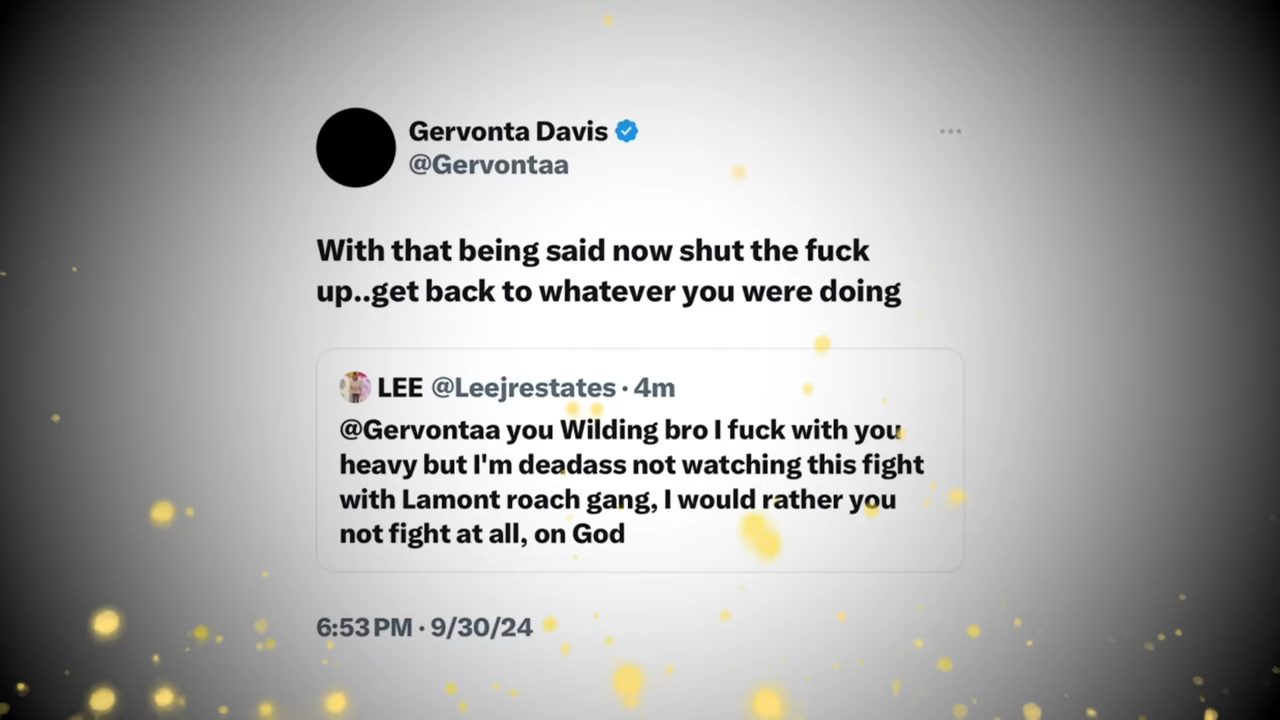 Gervonta Davis
@Gervontaa
With that being said now shut the fuck
up..get back to whatever you were doing
LEE @Leejrestates · 4m
@Gervontaa you Wilding bro I fuck with you
heavy but I'm deadass not watching this fight
with Lamont roach gang, I would rather you
not fight at all, on God
6:53 PM · 9/30/24